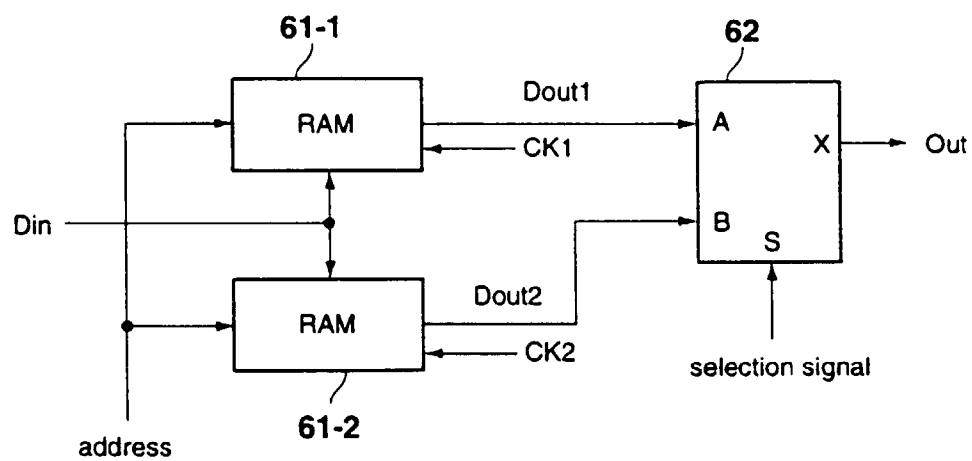 61-1
62
RAM
Dout1
CK1
A
X
Out
Din
B
S
RAM
Dout2
CK2
selection signal
61-2
address